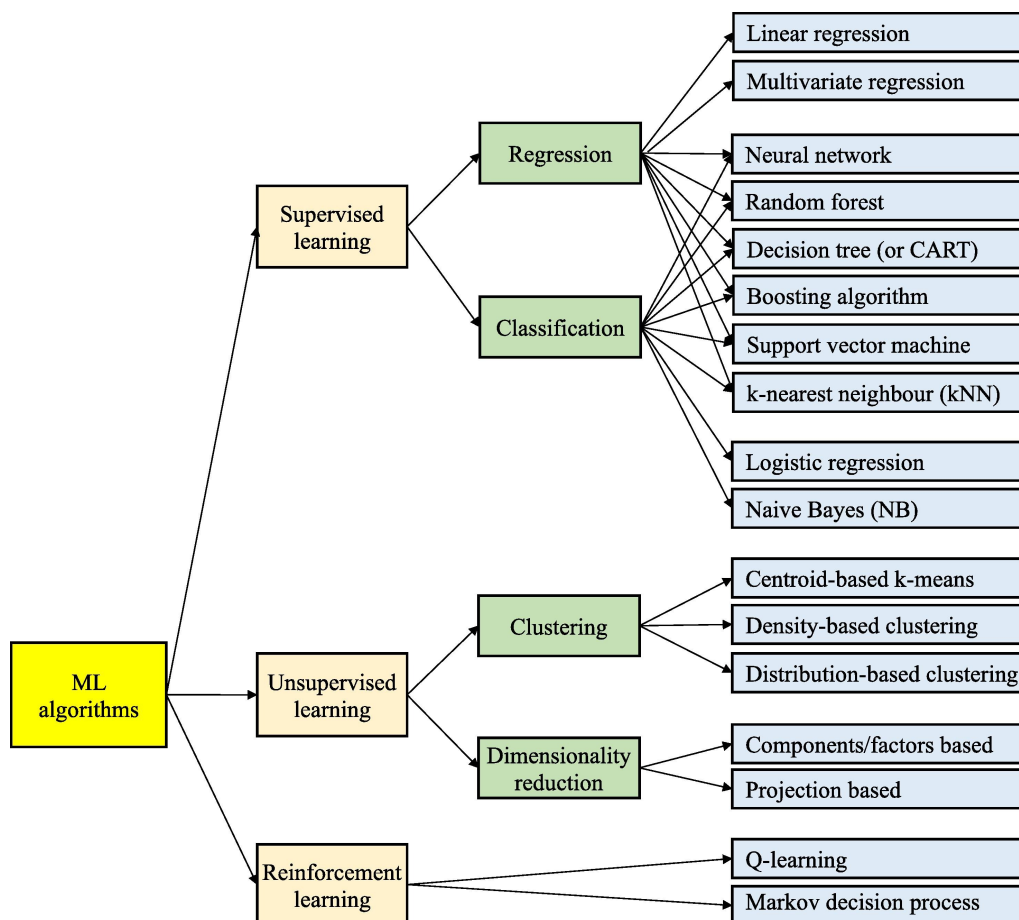 ML
algorithms
Supervised
learning
Unsupervised
learning
Reinforcement
learning
Regression
Classification
Clustering
Dimensionality
reduction
Linear regression
Multivariate regression
Neural network
Random forest
Decision tree (or CART)
Boosting algorithm
Support vector machine
k-nearest neighbour (kNN)
Logistic regression
Naive Bayes (NB)
Centroid-based k-means
Density-based clustering
Distribution-based clustering
Components/factors based
Projection based
Q-learning
Markov decision process